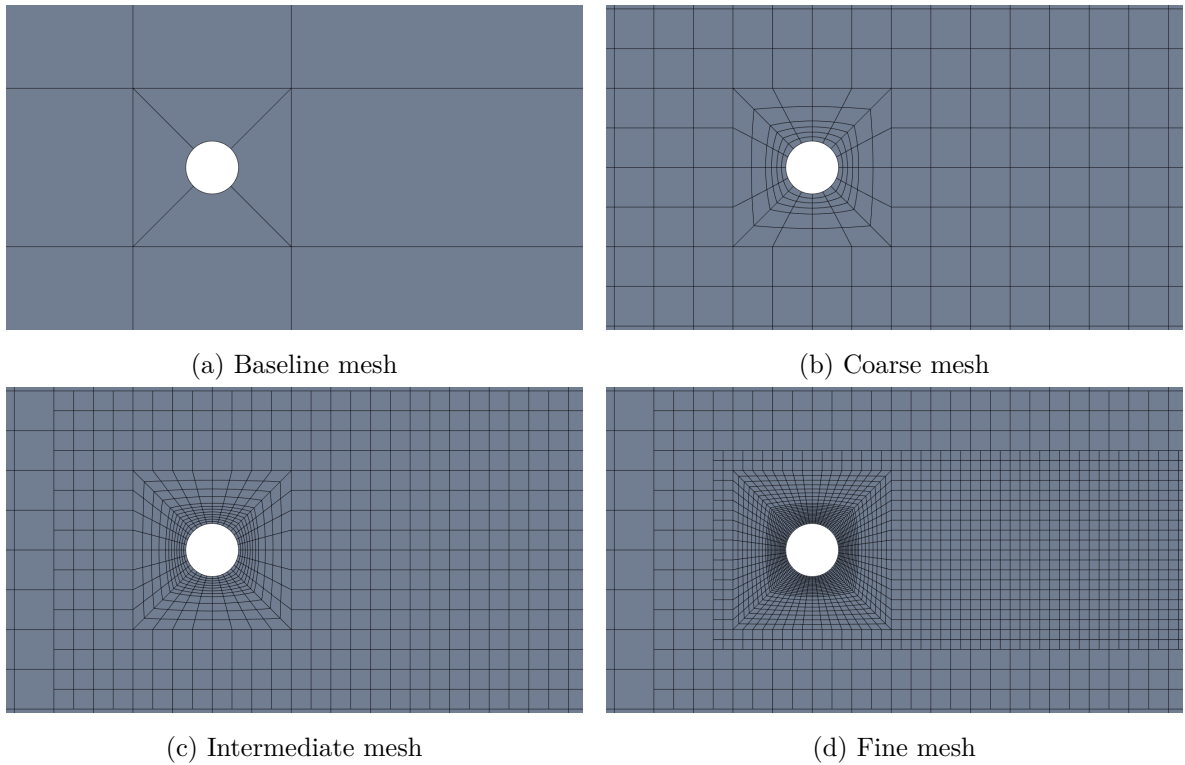 (a) Baseline mesh
(b) Coarse mesh
(c) Intermediate mesh
(d) Fine mesh